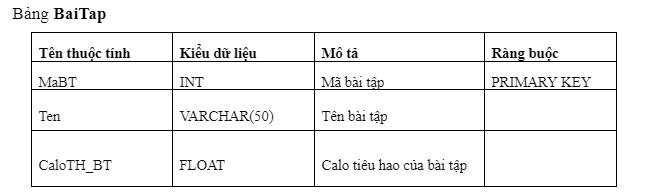 Bảng BaiTap
Tên thuộc tính Kiểu dữ liệu Mô tả Ràng buộc
MaBT INT Mã bài tập PRIMARY KEY
Ten VARCHAR(50) Tên bài tập
CaloTH_BT FLOAT Calo tiêu hao của bài tập